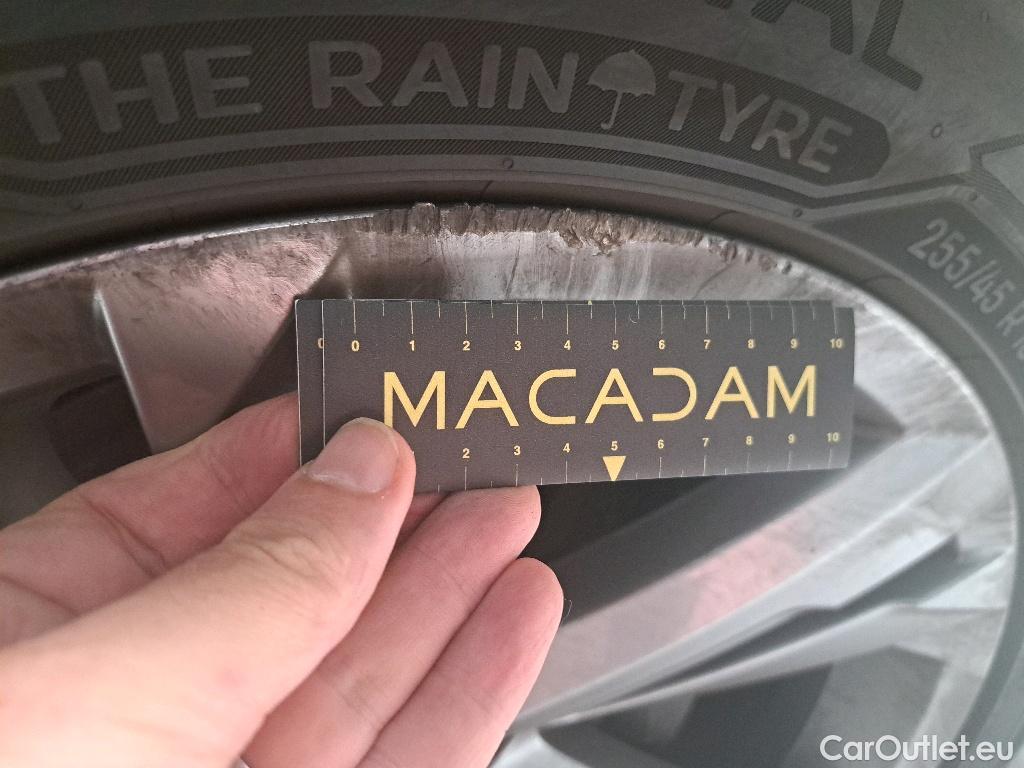 THE RAIN TYRE
255/45 R
0 0 1 2 3 4 5 6 7 8 9 10
MACADAM
2 3 4 5 6 7 8 9 10
CarOutlet.eu